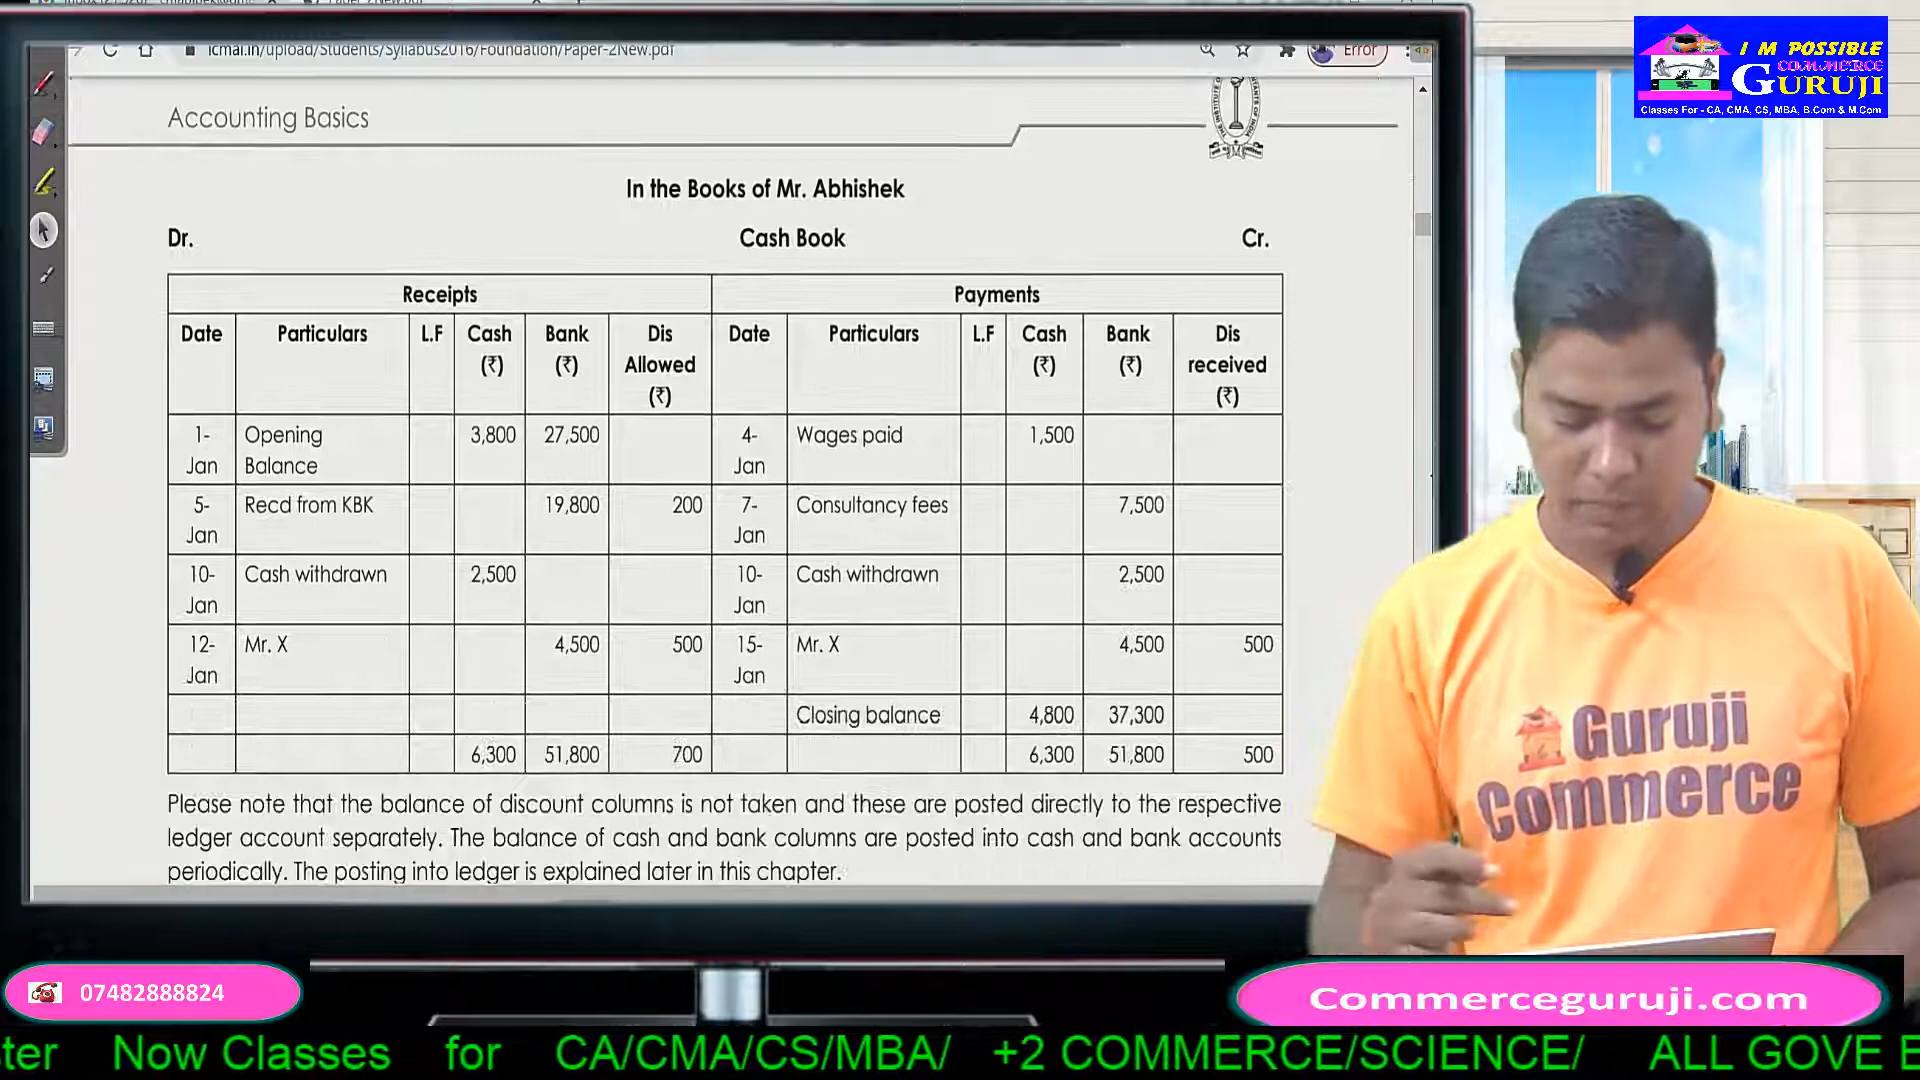 icmai.in/upload/Students/Syllabus2016/Foundation/Paper-2New.pdf
Error
I M POSSIBLE
COMMERCE
GURUJI
Classes For - CA, CMA, CS, MBA, B.Com & M.Com
Accounting Basics
In the Books of Mr. Abhishek
Dr. Cash Book Cr.
Receipts Payments
Date Particulars L.F Cash (₹) Bank (₹) Dis Allowed (₹) Date Particulars L.F Cash (₹) Bank (₹) Dis received (₹)
1-Jan Opening Balance 3,800 27,500 4-Jan Wages paid 1,500
5-Jan Recd from KBK 19,800 200 7-Jan Consultancy fees 7,500
10-Jan Cash withdrawn 2,500 10-Jan Cash withdrawn 2,500
12-Jan Mr. X 4,500 500 15-Jan Mr. X 4,500 500
Closing balance 4,800 37,300
6,300 51,800 700 6,300 51,800 500
Please note that the balance of discount columns is not taken and these are posted directly to the respective
ledger account separately. The balance of cash and bank columns are posted into cash and bank accounts
periodically. The posting into ledger is explained later in this chapter.
Guruji
Commerce
07482888824
Commerceguruji.com
ster Now Classes for CA/CMA/CS/MBA/ +2 COMMERCE/SCIENCE/ ALL GOVE E